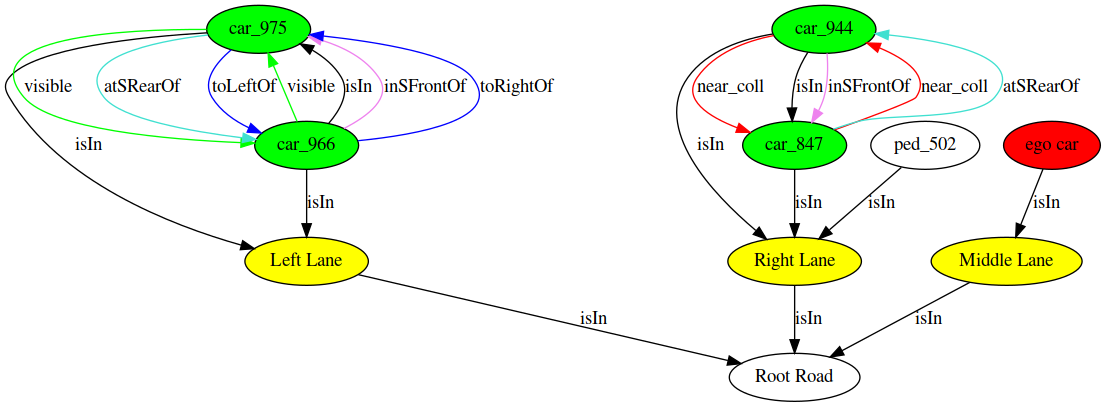 car_975
car_944
visible
atSRearOf
toLeftOf
visible
isIn
inSFrontOf
toRightOf
near_coll
isIn
inSFrontOf
near_coll
atSRearOf
isIn
car_966
isIn
car_847
ped_502
ego car
isIn
isIn
isIn
isIn
Left Lane
Right Lane
Middle Lane
isIn
isIn
isIn
Root Road